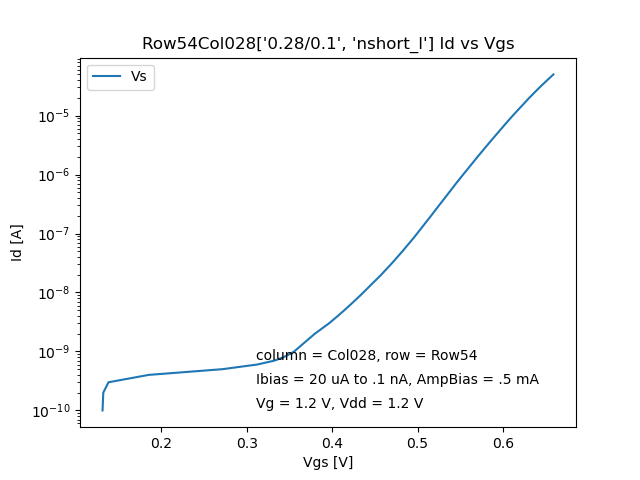 Row54Col028['0.28/0.1', 'nshort_l'] Id vs Vgs
Vs
10⁻⁵
10⁻⁶
10⁻⁷
10⁻⁸
10⁻⁹
10⁻¹⁰
Id [A]
column = Col028, row = Row54
Ibias = 20 uA to .1 nA, AmpBias = .5 mA
Vg = 1.2 V, Vdd = 1.2 V
0.2 0.3 0.4 0.5 0.6
Vgs [V]